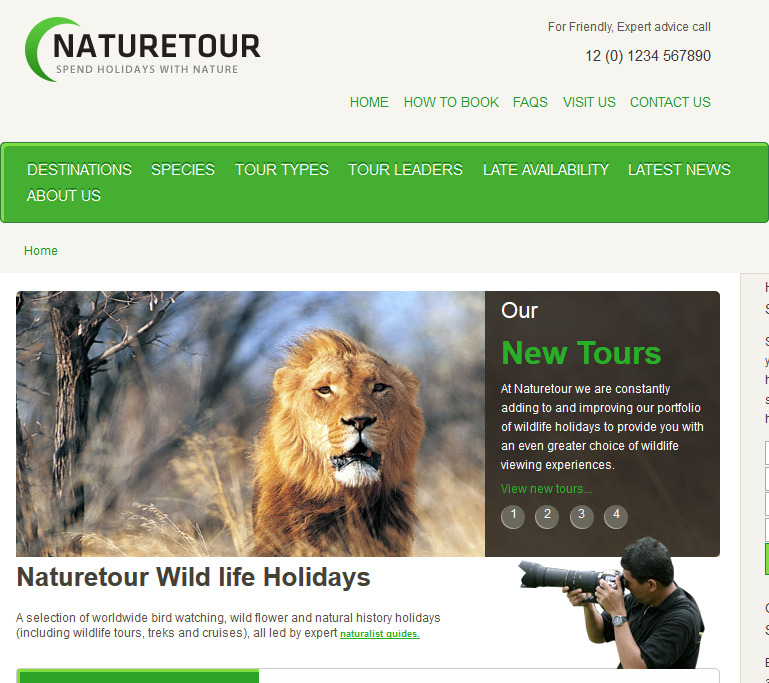 NATURETOUR
SPEND HOLIDAYS WITH NATURE
For Friendly, Expert advice call
12 (0) 1234 567890
HOME HOW TO BOOK FAQS VISIT US CONTACT US
DESTINATIONS SPECIES TOUR TYPES TOUR LEADERS LATE AVAILABILITY LATEST NEWS
ABOUT US
Home
Our
New Tours
At Naturetour we are constantly
adding to and improving our portfolio
of wildlife holidays to provide you with
an even greater choice of wildlife
viewing experiences.
View new tours...
1 2 3 4
Naturetour Wild life Holidays
A selection of worldwide bird watching, wild flower and natural history holidays
(including wildlife tours, treks and cruises), all led by expert naturalist guides.